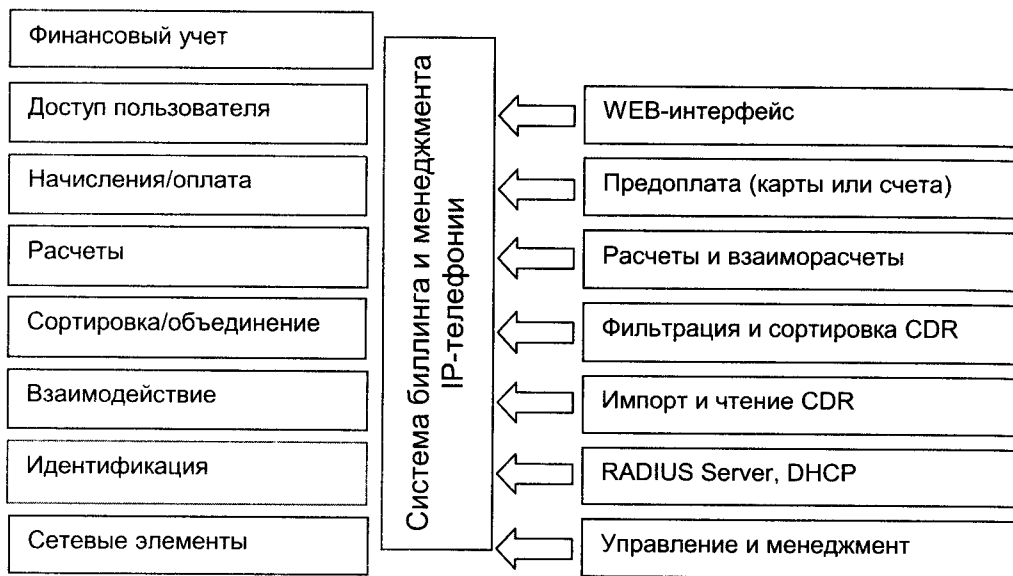 Финансовый учет
Доступ пользователя
Начисления/оплата
Расчеты
Сортировка/объединение
Взаимодействие
Идентификация
Сетевые элементы
Система биллинга и менеджмента
IP-телефонии
WEB-интерфейс
Предоплата (карты или счета)
Расчеты и взаиморасчеты
Фильтрация и сортировка CDR
Импорт и чтение CDR
RADIUS Server, DHCP
Управление и менеджмент